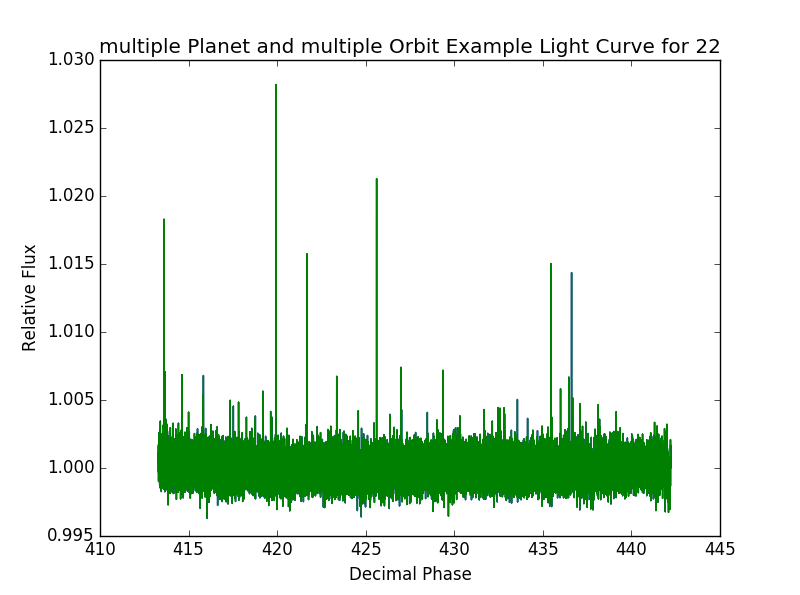 multiple Planet and multiple Orbit Example Light Curve for 22
1.030
1.025
1.020
1.015
1.010
1.005
1.000
0.995
Relative Flux
410 415 420 425 430 435 440 445
Decimal Phase